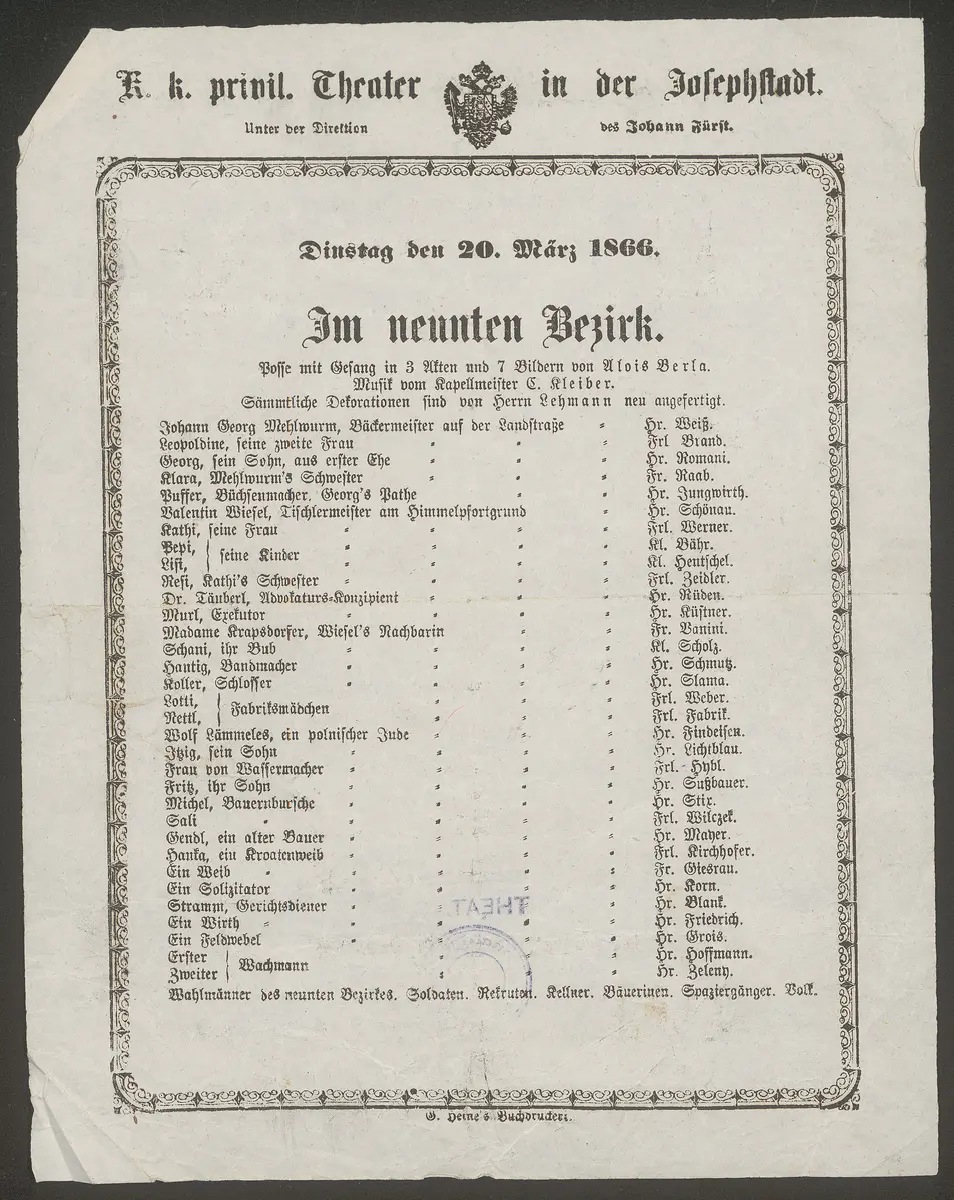 K. k. privil. Theater in der Josephstadt.
Unter der Direktion des Johann Fürst.
Dinstag den 20. März 1866.
Im neunten Bezirk.
Posse mit Gesang in 3 Akten und 7 Bildern von Alois Berla.
Musik vom Kapellmeister C. Kleiber.
Sämmtliche Dekorationen sind von Herrn Lehmann neu angefertigt.
Johann Georg Mehlwurm, Bäckermeister auf der Landstraße = Hr. Weiß.
Leopoldine, seine zweite Frau = = = Frl Brand.
Georg, sein Sohn, aus erster Ehe = = = Hr. Romani.
Klara, Mehlwurm's Schwester = = = Fr. Raab.
Puffer, Büchsenmacher, Georg's Pathe = = Hr. Jungwirth.
Valentin Wiesel, Tischlermeister am Himmelpfortgrund = Hr. Schönau.
Kathi, seine Frau = = = = Frl. Werner.
Pepi, = = = = Kl. Bähr.
seine Kinder
Lisi, = = = = Kl. Hentschel.
Resi, Kathi's Schwester = = = = Frl. Zeidler.
Dr. Täuberl, Advokaturs=Konzipient = = = Hr. Rüden.
Murl, Exekutor = = = = Hr. Küstner.
Madame Krapsdorfer, Wiesel's Nachbarin = = Fr. Vanini.
Schani, ihr Bub = = = = Kl. Scholz.
Hantig, Bandmacher = = = = Hr. Schmutz.
Koller, Schlosser = = = = Hr. Slama.
Lotti, = = = Frl. Weber.
Fabriksmädchen
Nettl, = = = Frl. Fabrik.
Wolf Lämmeles, ein polnischer Jude = = = Hr. Findeisen.
Itzig, sein Sohn = = = = Hr. Lichtblau.
Frau von Wassermacher = = = = Frl. Hybl.
Fritz, ihr Sohn = = = = Hr. Sußbauer.
Michel, Bauernbursche = = = = Hr. Stix.
Sali = = = = = Frl. Wilczek.
Gendl, ein alter Bauer = = = = Hr. Mayer.
Hanka, ein Kroatenweib = = = = Frl. Kirchhofer.
Ein Weib = = = = = Fr. Giesrau.
Ein Solizitator = = = = Hr. Korn.
Stramm, Gerichtsdiener = = = = Hr. Blank.
Ein Wirth = = = = = Hr. Friedrich.
Ein Feldwebel = = = = Hr. Grois.
Erster = = = Hr. Hoffmann.
Wachmann
Zweiter = = = Hr. Zeleny.
Wahlmänner des neunten Bezirkes. Soldaten. Rekruten. Kellner. Bäuerinen. Spaziergänger. Volk.
THEAT
G. Heine's Buchdruckerei.